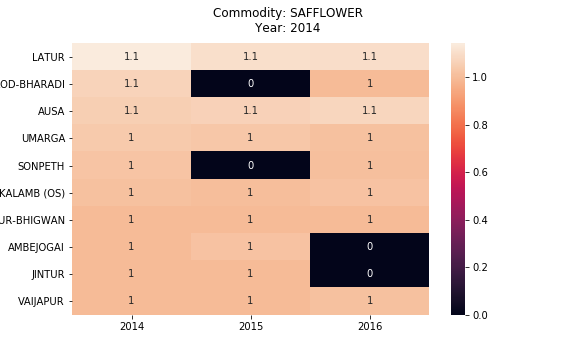 Commodity: SAFFLOWER
Year: 2014
LATUR 1.1 1.1 1.1
OD-BHARADI 1.1 0 1
AUSA 1.1 1.1 1.1
UMARGA 1 1 1
SONPETH 1 0 1
KALAMB (OS) 1 1 1
UR-BHIGWAN 1 1 1
AMBEJOGAI 1 1 0
JINTUR 1 1 0
VAIJAPUR 1 1 1
2014 2015 2016
1.0
0.8
0.6
0.4
0.2
0.0